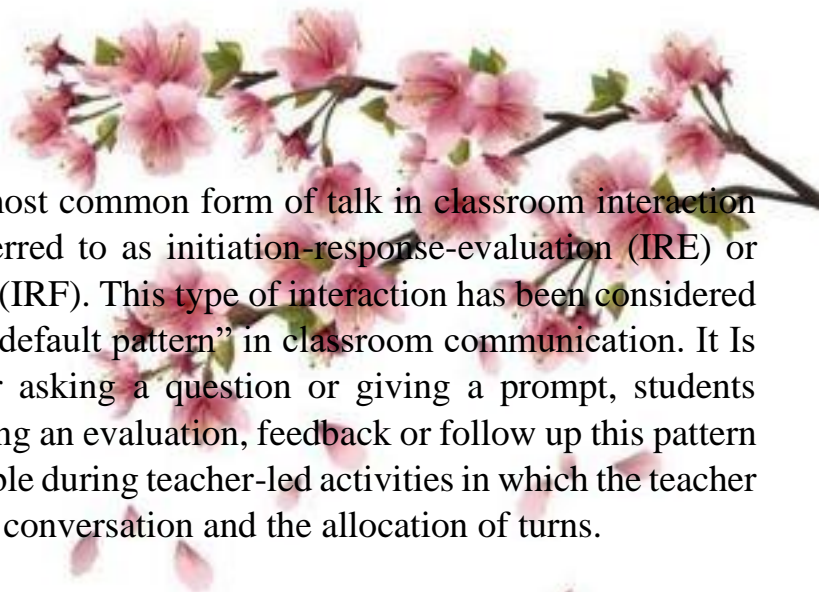 ost common form of talk in classroom interaction
erred to as initiation-response-evaluation (IRE) or
(IRF). This type of interaction has been considered
default pattern” in classroom communication. It Is
asking a question or giving a prompt, students
ng an evaluation, feedback or follow up this pattern
ble during teacher-led activities in which the teacher
conversation and the allocation of turns.